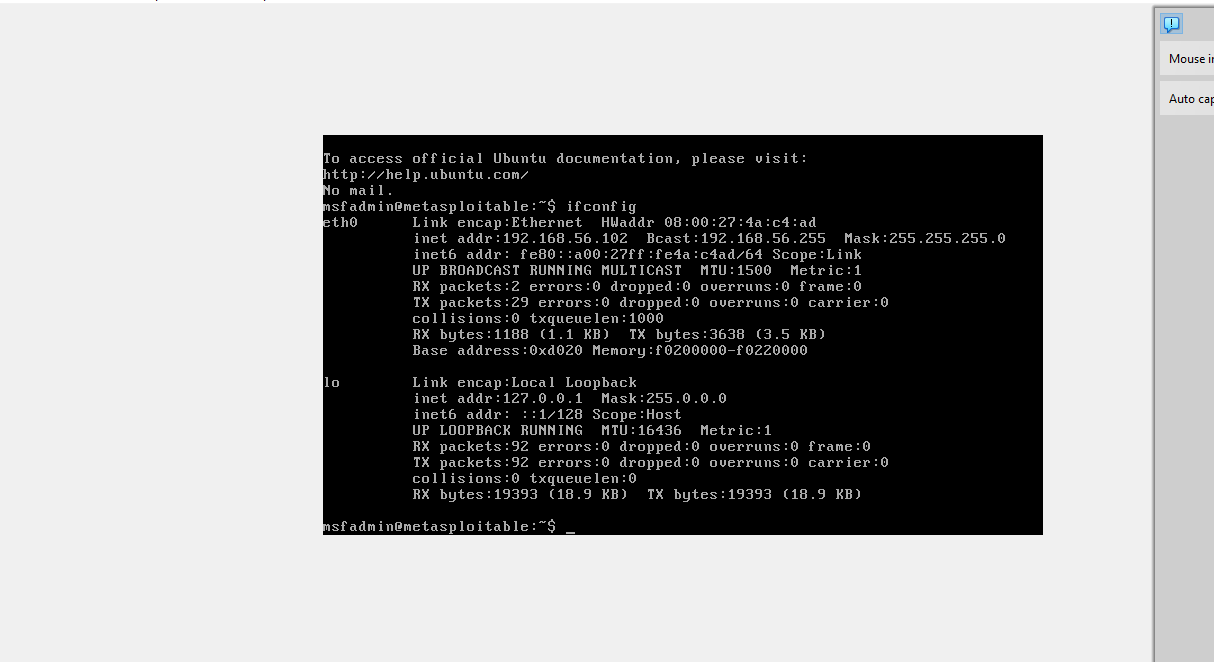 To access official Ubuntu documentation, please visit:
http://help.ubuntu.com/
No mail.
msfadmin@metasploitable:~$ ifconfig
eth0      Link encap:Ethernet  HWaddr 08:00:27:4a:c4:ad
          inet addr:192.168.56.102  Bcast:192.168.56.255  Mask:255.255.255.0
          inet6 addr: fe80::a00:27ff:fe4a:c4ad/64 Scope:Link
          UP BROADCAST RUNNING MULTICAST  MTU:1500  Metric:1
          RX packets:2 errors:0 dropped:0 overruns:0 frame:0
          TX packets:29 errors:0 dropped:0 overruns:0 carrier:0
          collisions:0 txqueuelen:1000
          RX bytes:1188 (1.1 KB)  TX bytes:3638 (3.5 KB)
          Base address:0xd020 Memory:f0200000-f0220000
lo        Link encap:Local Loopback
          inet addr:127.0.0.1  Mask:255.0.0.0
          inet6 addr: ::1/128 Scope:Host
          UP LOOPBACK RUNNING  MTU:16436  Metric:1
          RX packets:92 errors:0 dropped:0 overruns:0 frame:0
          TX packets:92 errors:0 dropped:0 overruns:0 carrier:0
          collisions:0 txqueuelen:0
          RX bytes:19393 (18.9 KB)  TX bytes:19393 (18.9 KB)
msfadmin@metasploitable:~$ _
Mouse
Auto